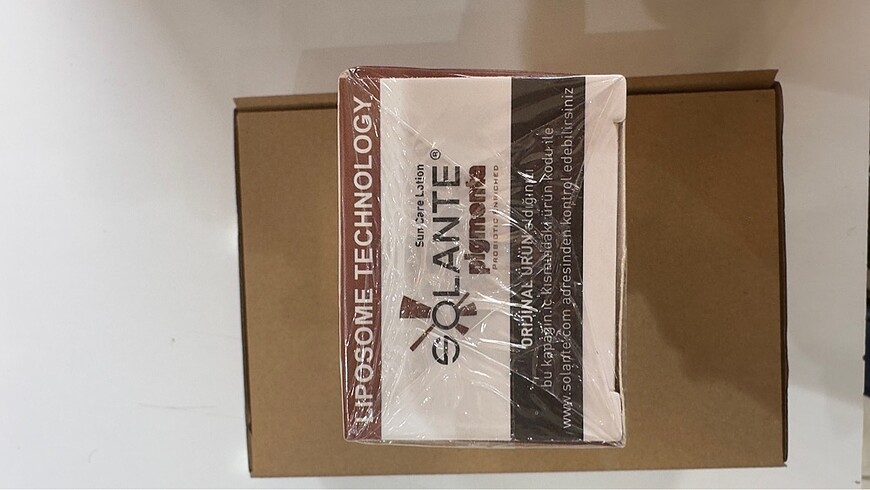 LIPOSOME TECHNOLOGY
Sun Care Lotion
SOLANTE®
pigmenta
PROBIOTIC ENRICHED
ORİJİNAL ÜRÜN aldığınızı
bu kapağın iç kısmındaki ürün kodu ile
www.solante.com adresinden kontrol edebilirsiniz